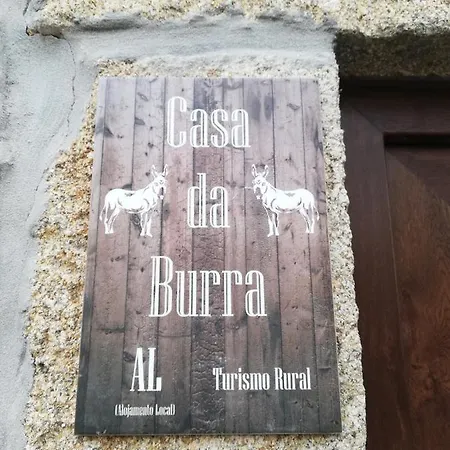 Casa
da
Burra
AL Turismo Rural
(Alojamento Local)